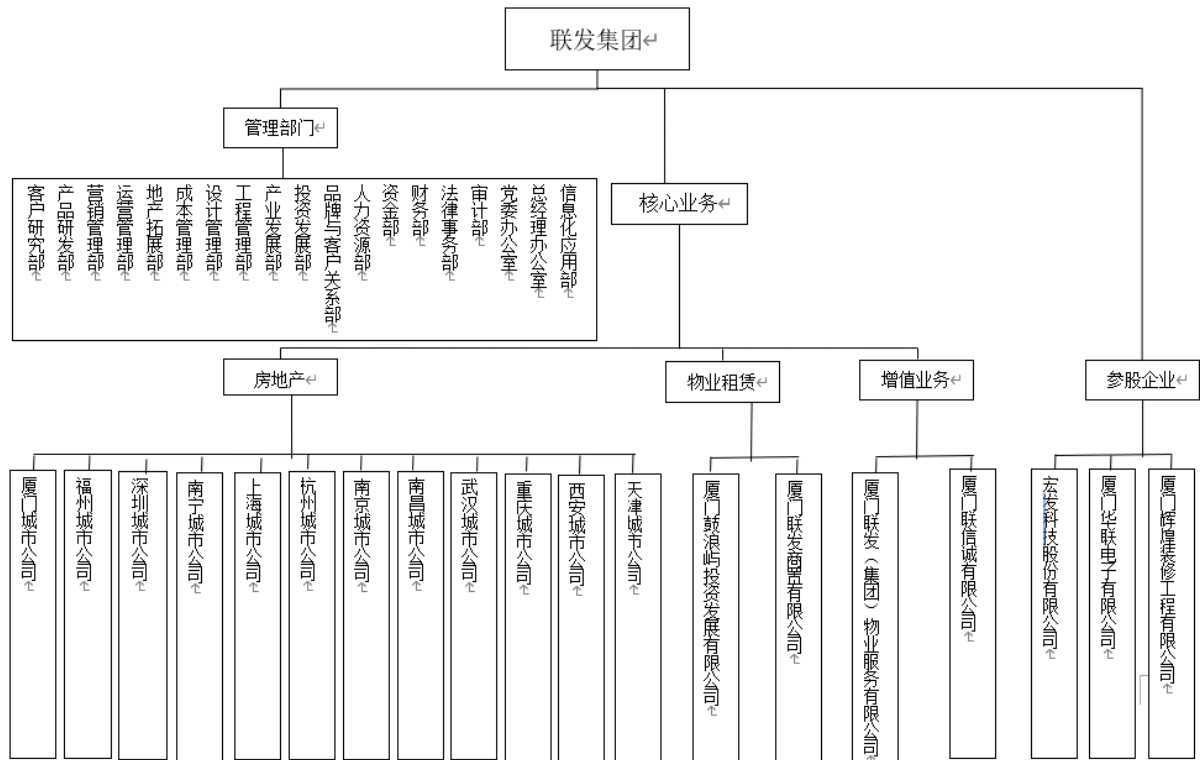 联发集团
管理部门
客户研究部
产品研发部
营销管理部
运营管理部
地产拓展部
成本管理部
设计管理部
工程管理部
产业发展部
投资发展部
品牌与客户关系部
人力资源部
资金部
财务部
法律事务部
审计部
党委办公室
总经理办公室
信息化应用部
核心业务
房地产
物业租赁
增值业务
参股企业
厦门城市公司
福州城市公司
深圳城市公司
南宁城市公司
上海城市公司
杭州城市公司
南京城市公司
南昌城市公司
武汉城市公司
重庆城市公司
西安城市公司
天津城市公司
厦门鼓浪屿投资发展有限公司
厦门联发商置有限公司
厦门联发（集团）物业服务有限公司
厦门联信诚有限公司
宏发科技股份有限公司
厦门华联电子有限公司
厦门辉煌装修工程有限公司